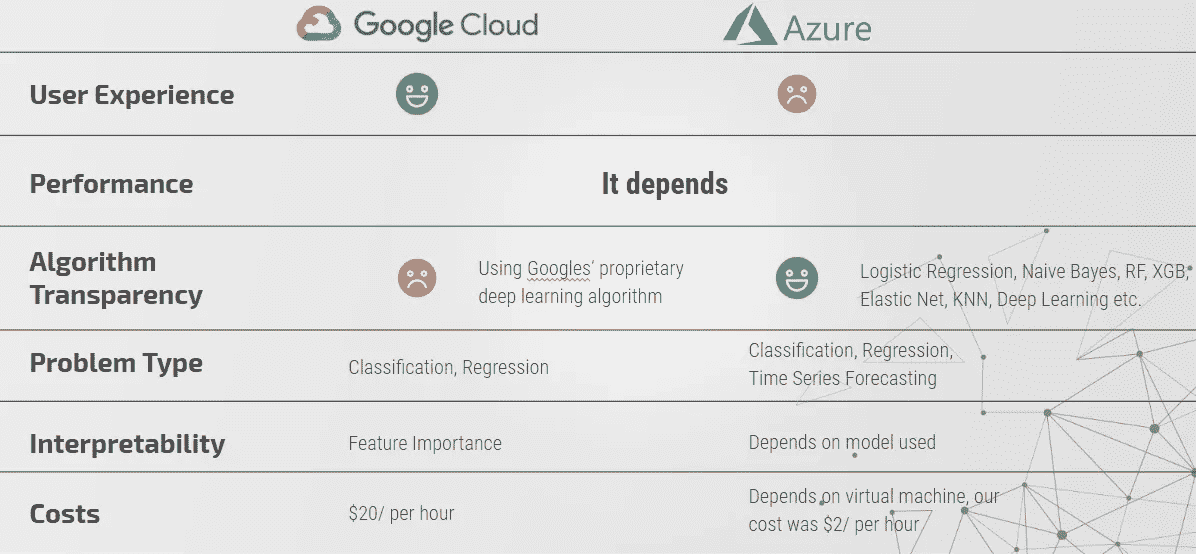 Google Cloud
Azure
User Experience
Performance
It depends
Algorithm
Transparency
Using Googles' proprietary
deep learning algorithm
Logistic Regression, Naive Bayes, RF, XGB,
Elastic Net, KNN, Deep Learning etc.
Problem Type
Classification, Regression
Classification, Regression,
Time Series Forecasting
Interpretability
Feature Importance
Depends on model used
Costs
$20/ per hour
Depends on virtual machine, our
cost was $2/ per hour